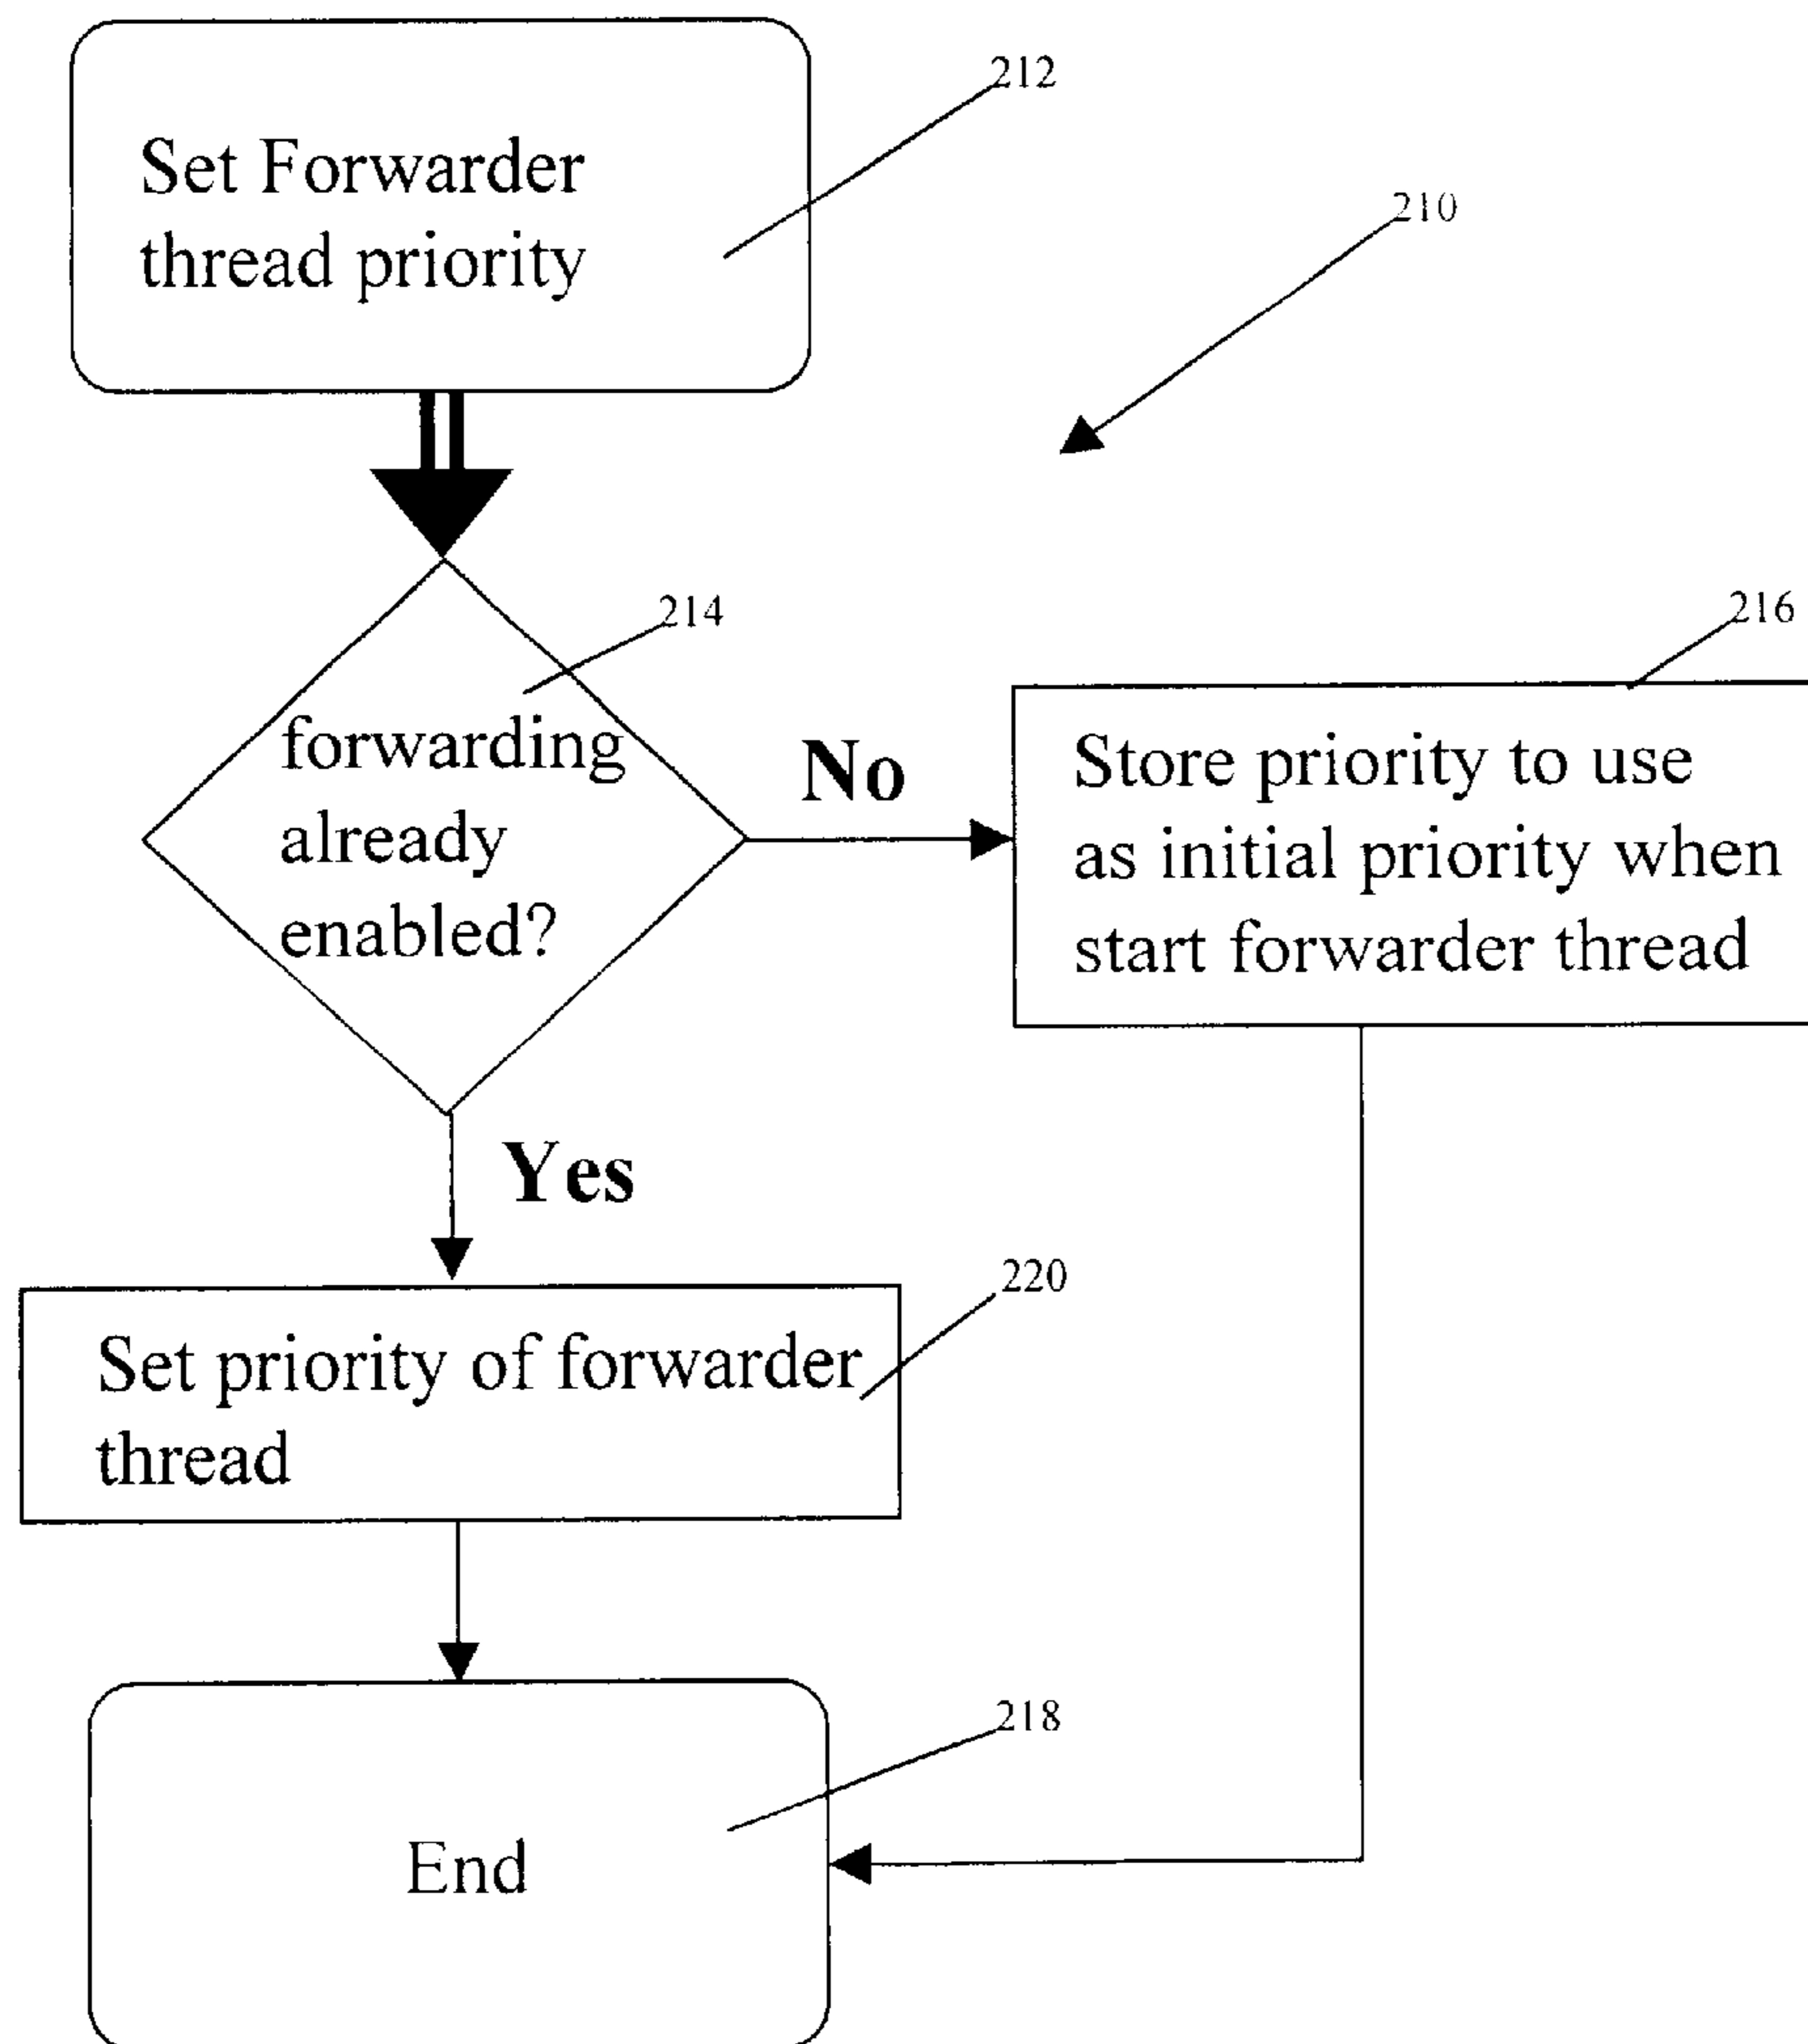 212
Set Forwarder
thread priority
210
214
216
forwarding
already
enabled?
No
Store priority to use
as initial priority when
start forwarder thread
Yes
220
Set priority of forwarder
thread
218
End